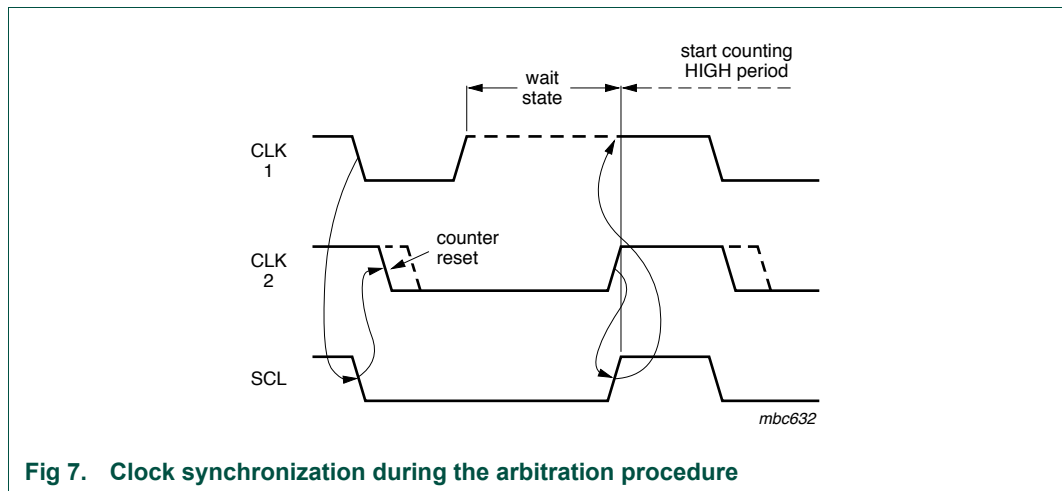 start counting
HIGH period
wait
state
CLK
1
counter
reset
CLK
2
SCL
mbc632
Fig 7. Clock synchronization during the arbitration procedure